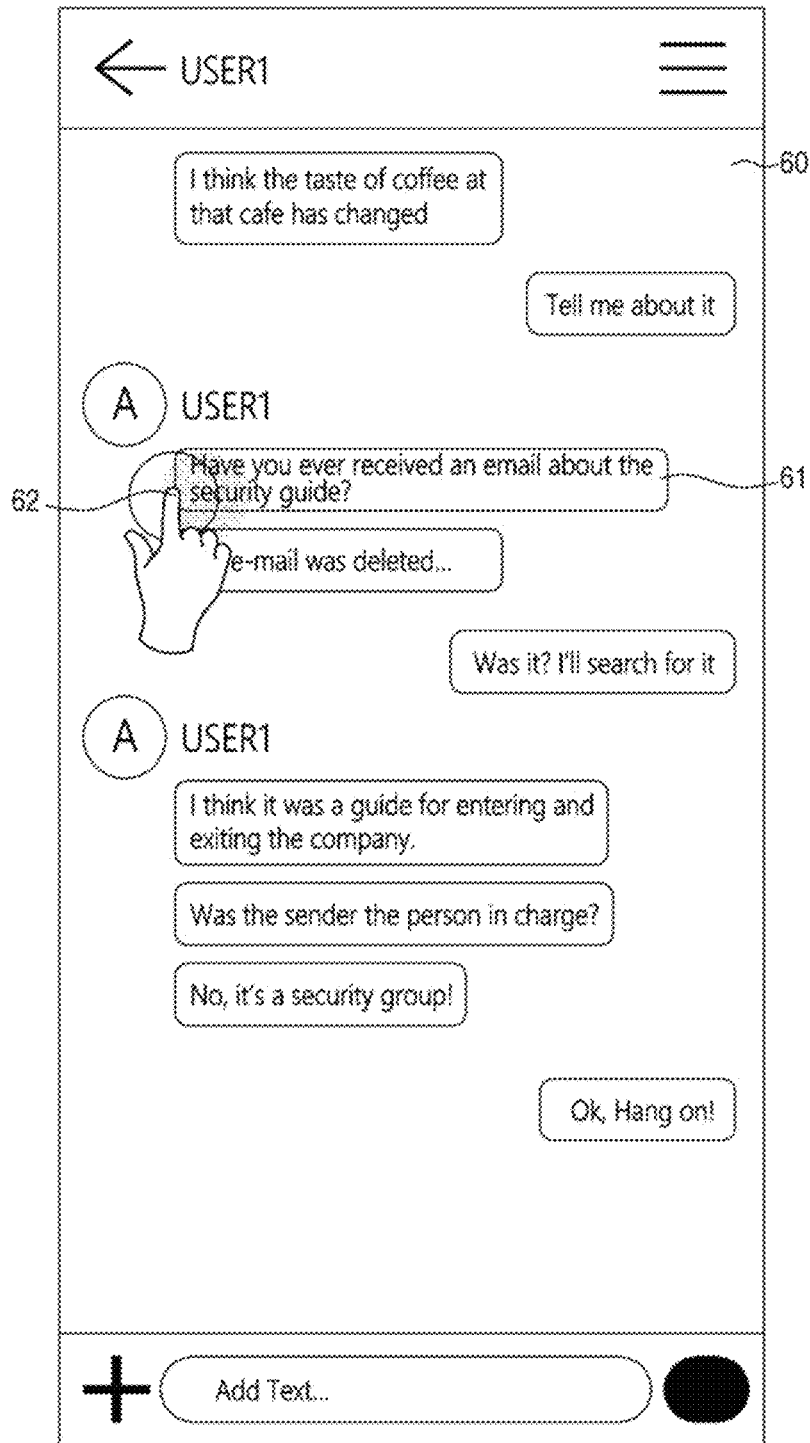 USER1
60
I think the taste of coffee at
that cafe has changed
Tell me about it
A USER1
Have you ever received an email about the
security guide?
61
62
e-mail was deleted...
Was it? I'll search for it
A USER1
I think it was a guide for entering and
exiting the company.
Was the sender the person in charge?
No, it's a security group!
Ok, Hang on!
Add Text...